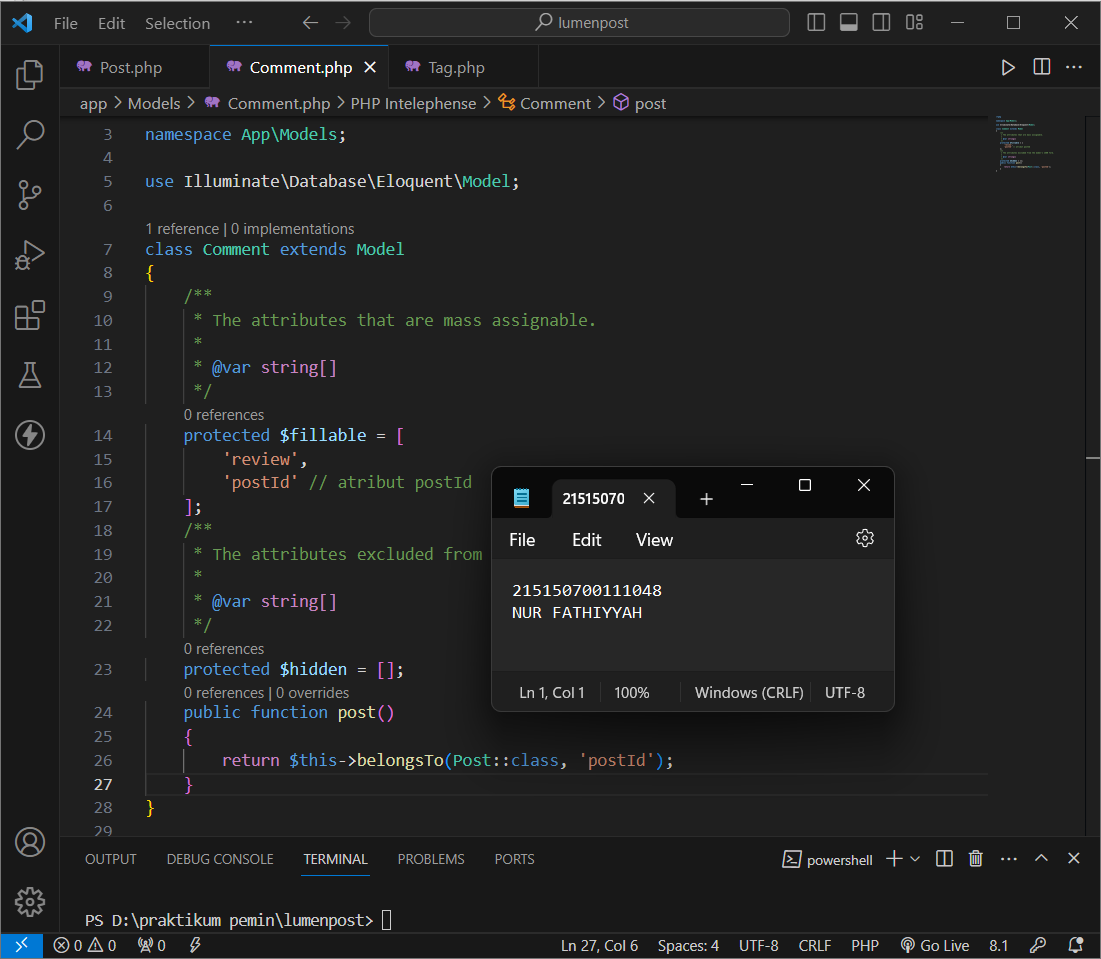 File Edit Selection ··· lumenpost
Post.php Comment.php Tag.php
app > Models > Comment.php > PHP Intelephense > Comment > post
3 namespace App\Models;
4
5 use Illuminate\Database\Eloquent\Model;
6
1 reference | 0 implementations
7 class Comment extends Model
8 {
9 /**
10 * The attributes that are mass assignable.
11 *
12 * @var string[]
13 */
0 references
14 protected $fillable = [
15 'review',
16 'postId' // atribut postId
17 ];
18 /**
19 * The attributes excluded from
20 *
21 * @var string[]
22 */
0 references
23 protected $hidden = [];
0 references | 0 overrides
24 public function post()
25 {
26 return $this->belongsTo(Post::class, 'postId');
27 }
28 }
29
21515070
File Edit View
215150700111048
NUR FATHIYYAH
Ln 1, Col 1 100% Windows (CRLF) UTF-8
OUTPUT DEBUG CONSOLE TERMINAL PROBLEMS PORTS powershell
PS D:\praktikum pemin\lumenpost>
0 0 0 Ln 27, Col 6 Spaces: 4 UTF-8 CRLF PHP Go Live 8.1